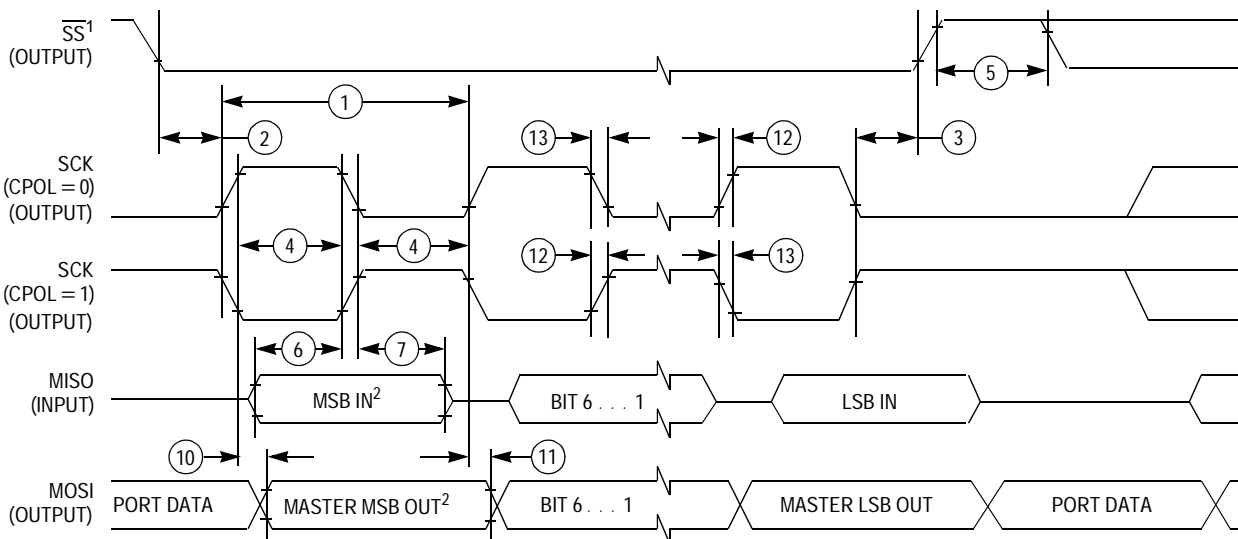 SS1
(OUTPUT)
5
1
2
13
12
3
SCK
(CPOL = 0)
(OUTPUT)
4
4
12
13
SCK
(CPOL = 1)
(OUTPUT)
6
7
MISO
(INPUT)
MSB IN2
BIT 6 . . . 1
LSB IN
10
11
MOSI
(OUTPUT)
PORT DATA
MASTER MSB OUT2
BIT 6 . . . 1
MASTER LSB OUT
PORT DATA